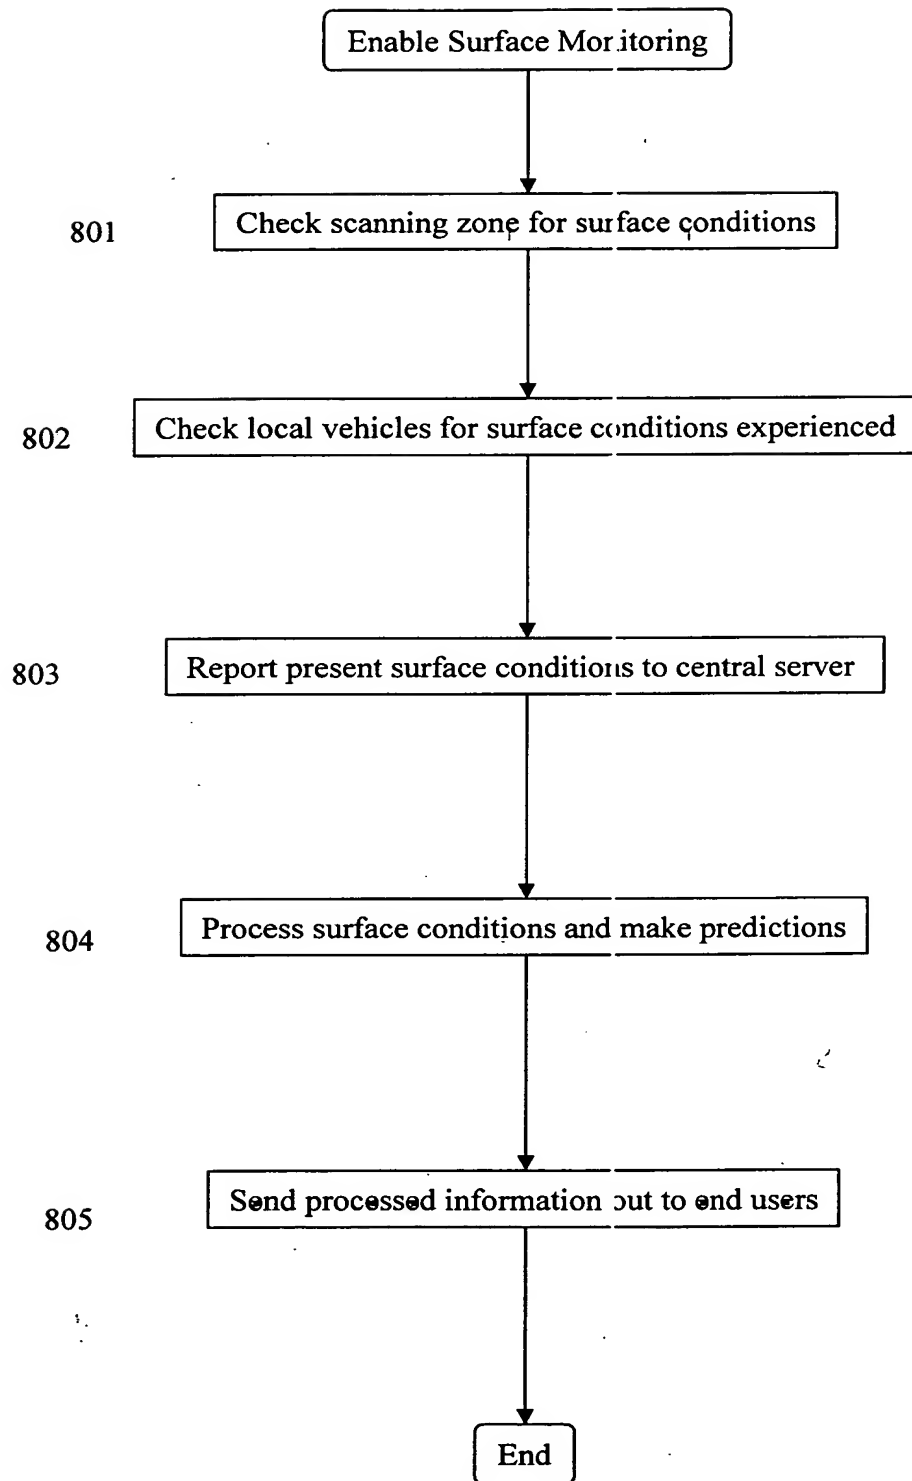 Enable Surface Monitoring
801 Check scanning zone for surface conditions
802 Check local vehicles for surface conditions experienced
803 Report present surface conditions to central server
804 Process surface conditions and make predictions
805 Send processed information out to end users
End